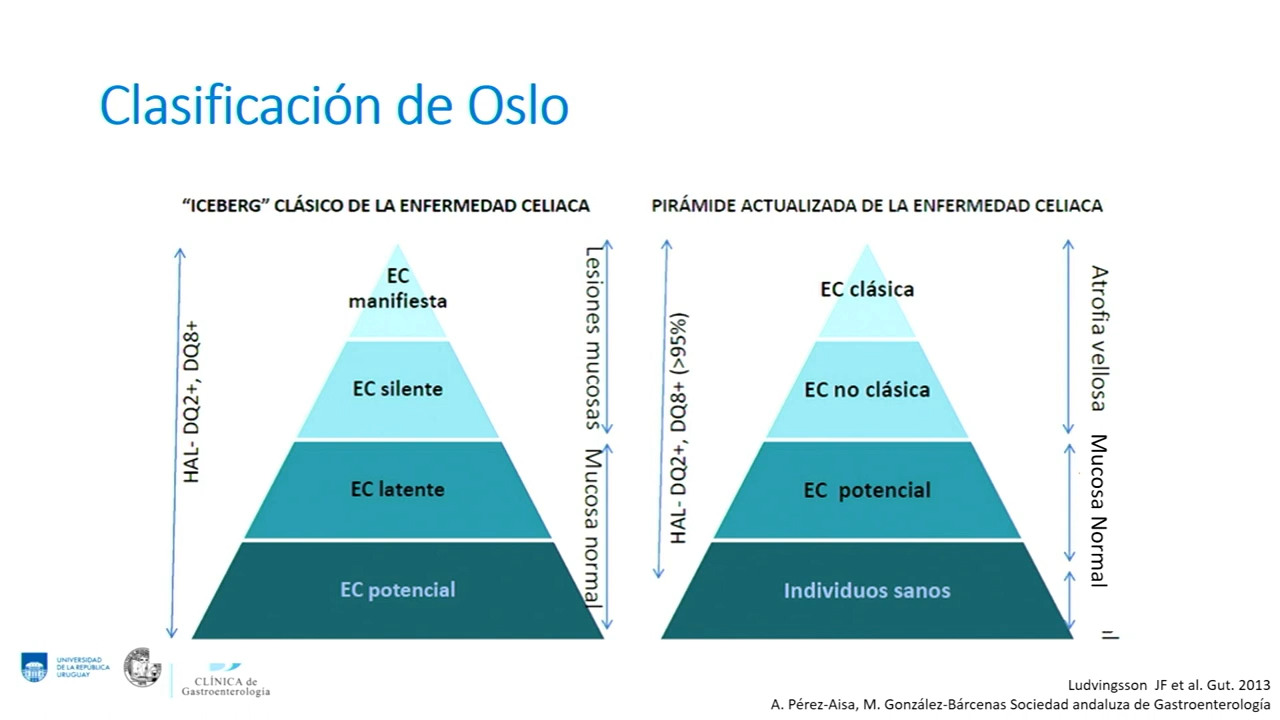 Clasificación de Oslo
“ICEBERG” CLÁSICO DE LA ENFERMEDAD CELIACA
HAL- DQ2+, DQ8+
EC
manifiesta
EC silente
EC latente
EC potencial
Lesiones mucosas
Mucosa normal
PIRÁMIDE ACTUALIZADA DE LA ENFERMEDAD CELIACA
HAL- DQ2+, DQ8+ (>95%)
EC clásica
EC no clásica
EC potencial
Individuos sanos
Atrofia vellosa
Mucosa Normal
UNIVERSIDAD
DE LA REPÚBLICA
URUGUAY
CLÍNICA de
Gastroenterología
Ludvingsson JF et al. Gut. 2013
A. Pérez-Aisa, M. González-Bárcenas Sociedad andaluza de Gastroenterología